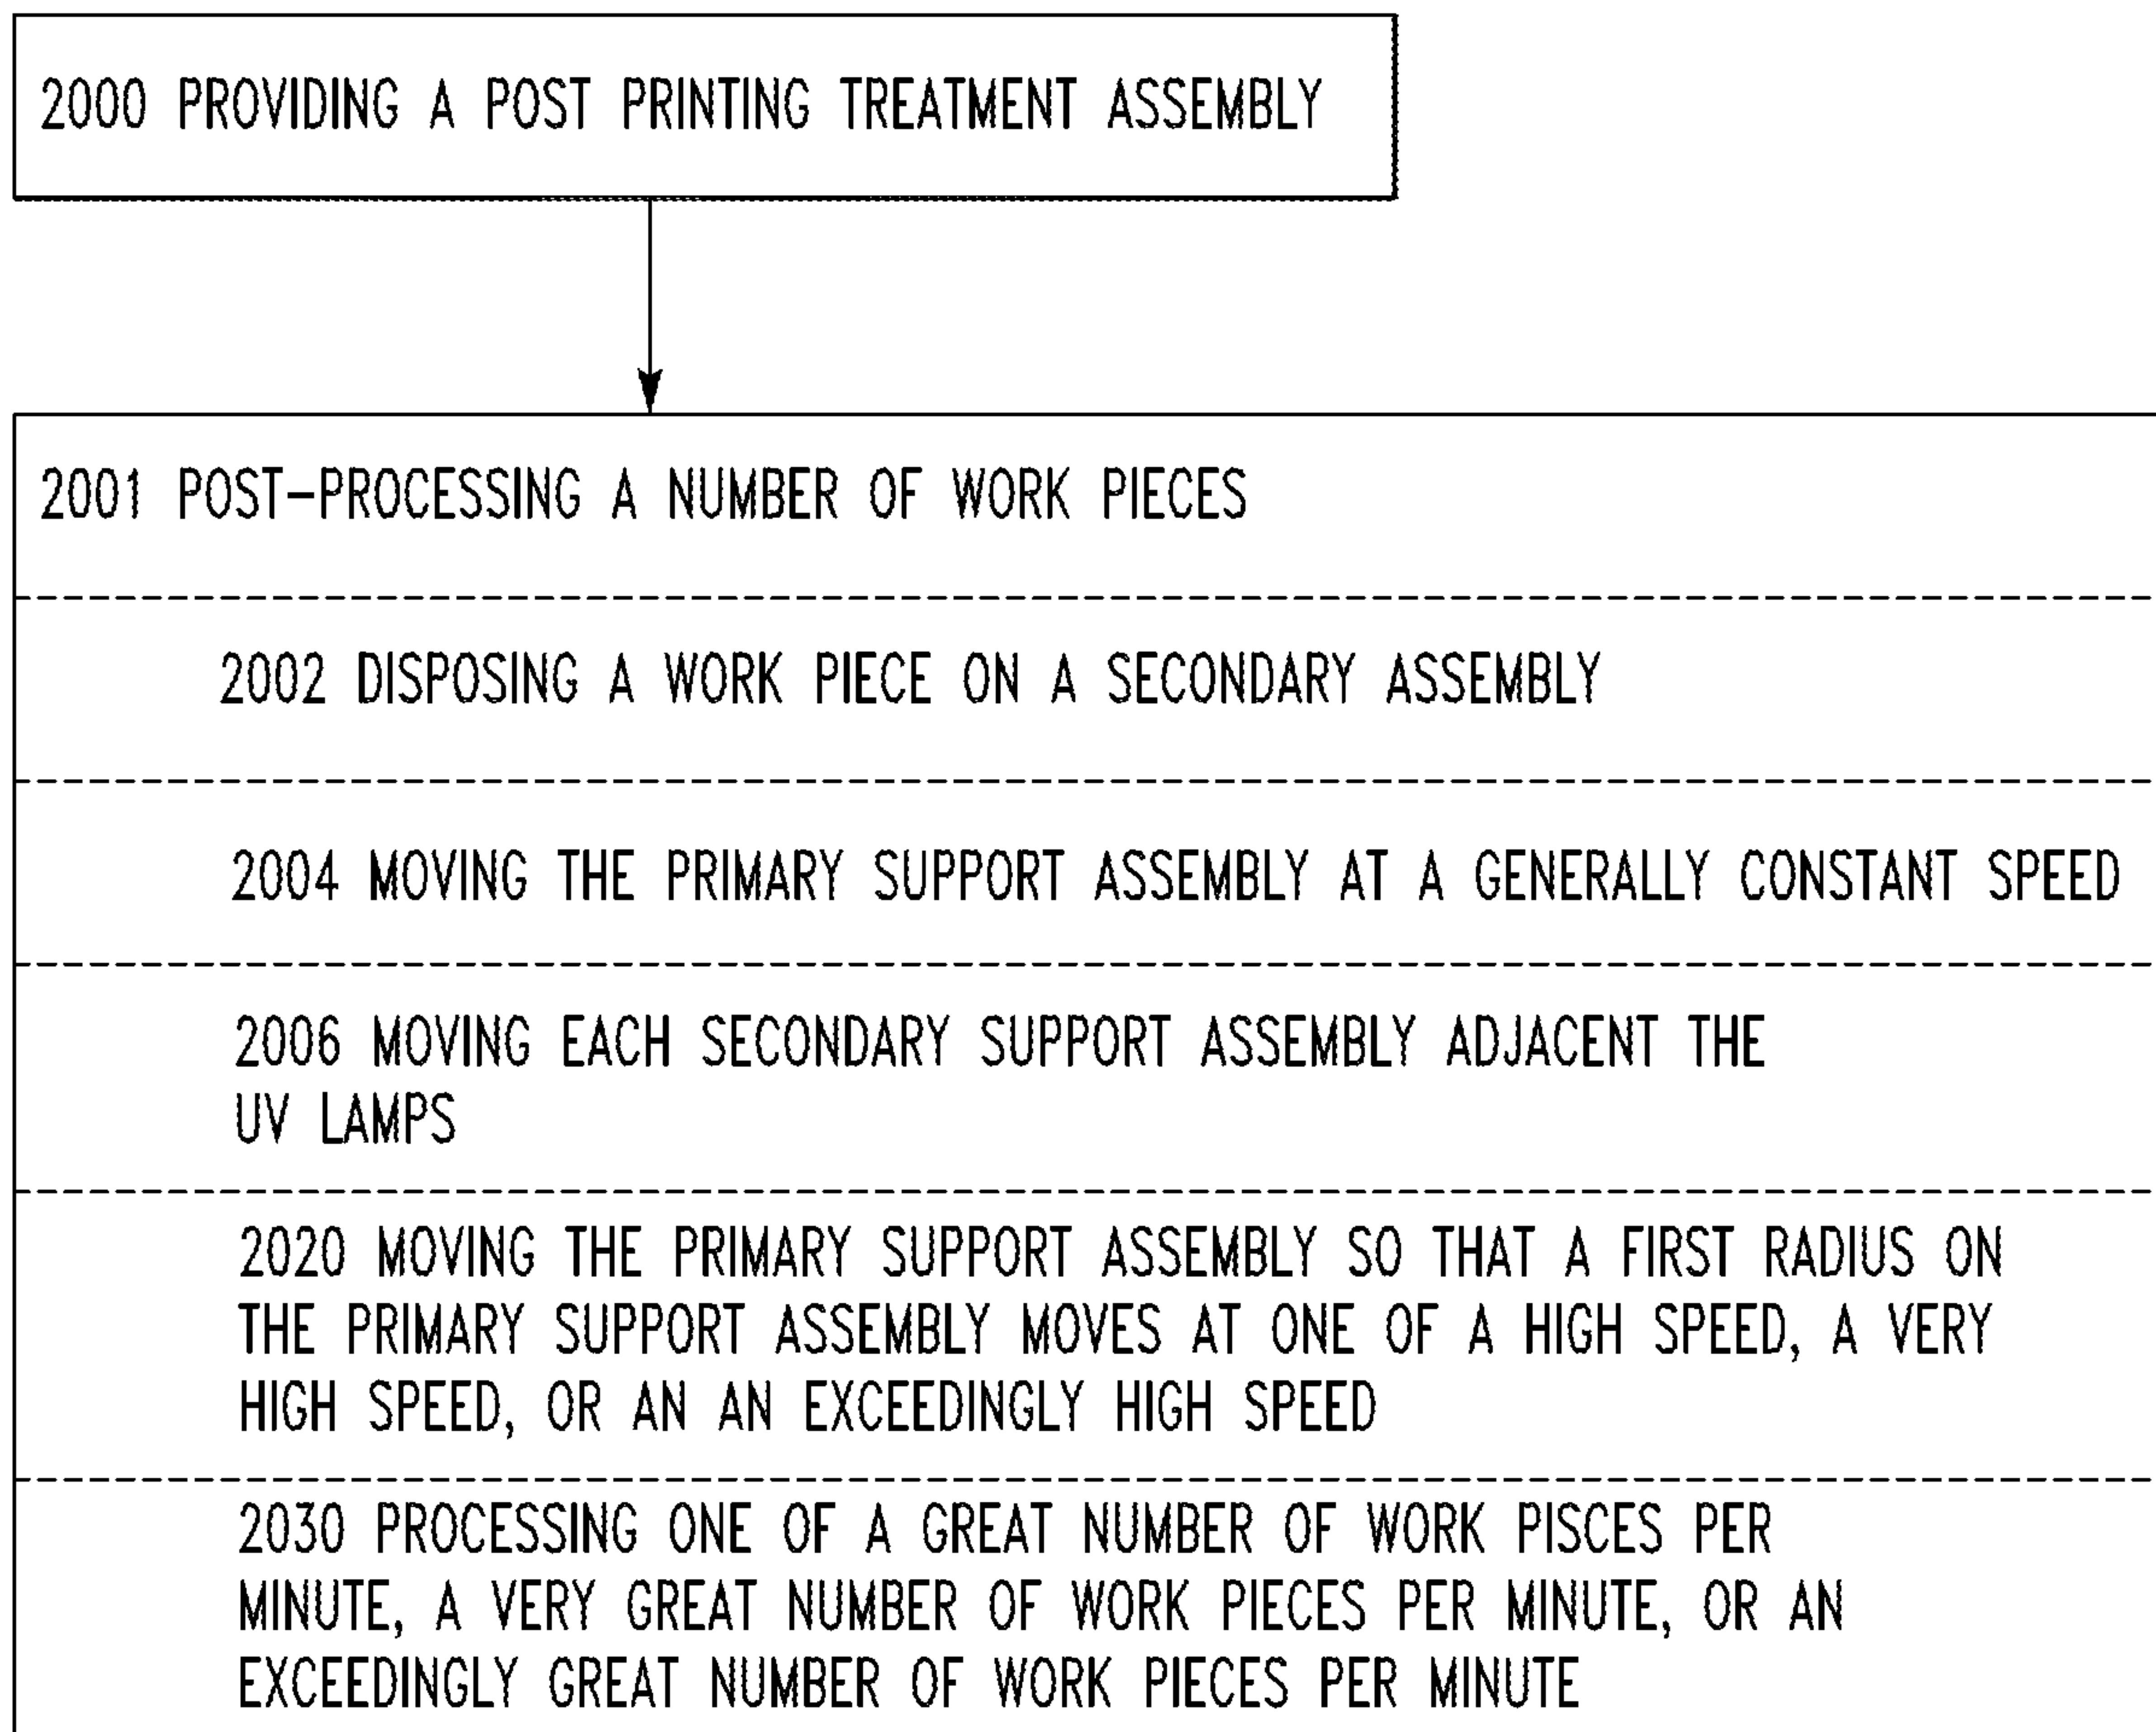 2000 PROVIDING A POST PRINTING TREATMENT ASSEMBLY
2001 POST-PROCESSING A NUMBER OF WORK PIECES
2002 DISPOSING A WORK PIECE ON A SECONDARY ASSEMBLY
2004 MOVING THE PRIMARY SUPPORT ASSEMBLY AT A GENERALLY CONSTANT SPEED
2006 MOVING EACH SECONDARY SUPPORT ASSEMBLY ADJACENT THE
UV LAMPS
2020 MOVING THE PRIMARY SUPPORT ASSEMBLY SO THAT A FIRST RADIUS ON
THE PRIMARY SUPPORT ASSEMBLY MOVES AT ONE OF A HIGH SPEED, A VERY
HIGH SPEED, OR AN AN EXCEEDINGLY HIGH SPEED
2030 PROCESSING ONE OF A GREAT NUMBER OF WORK PISCES PER
MINUTE, A VERY GREAT NUMBER OF WORK PIECES PER MINUTE, OR AN
EXCEEDINGLY GREAT NUMBER OF WORK PIECES PER MINUTE